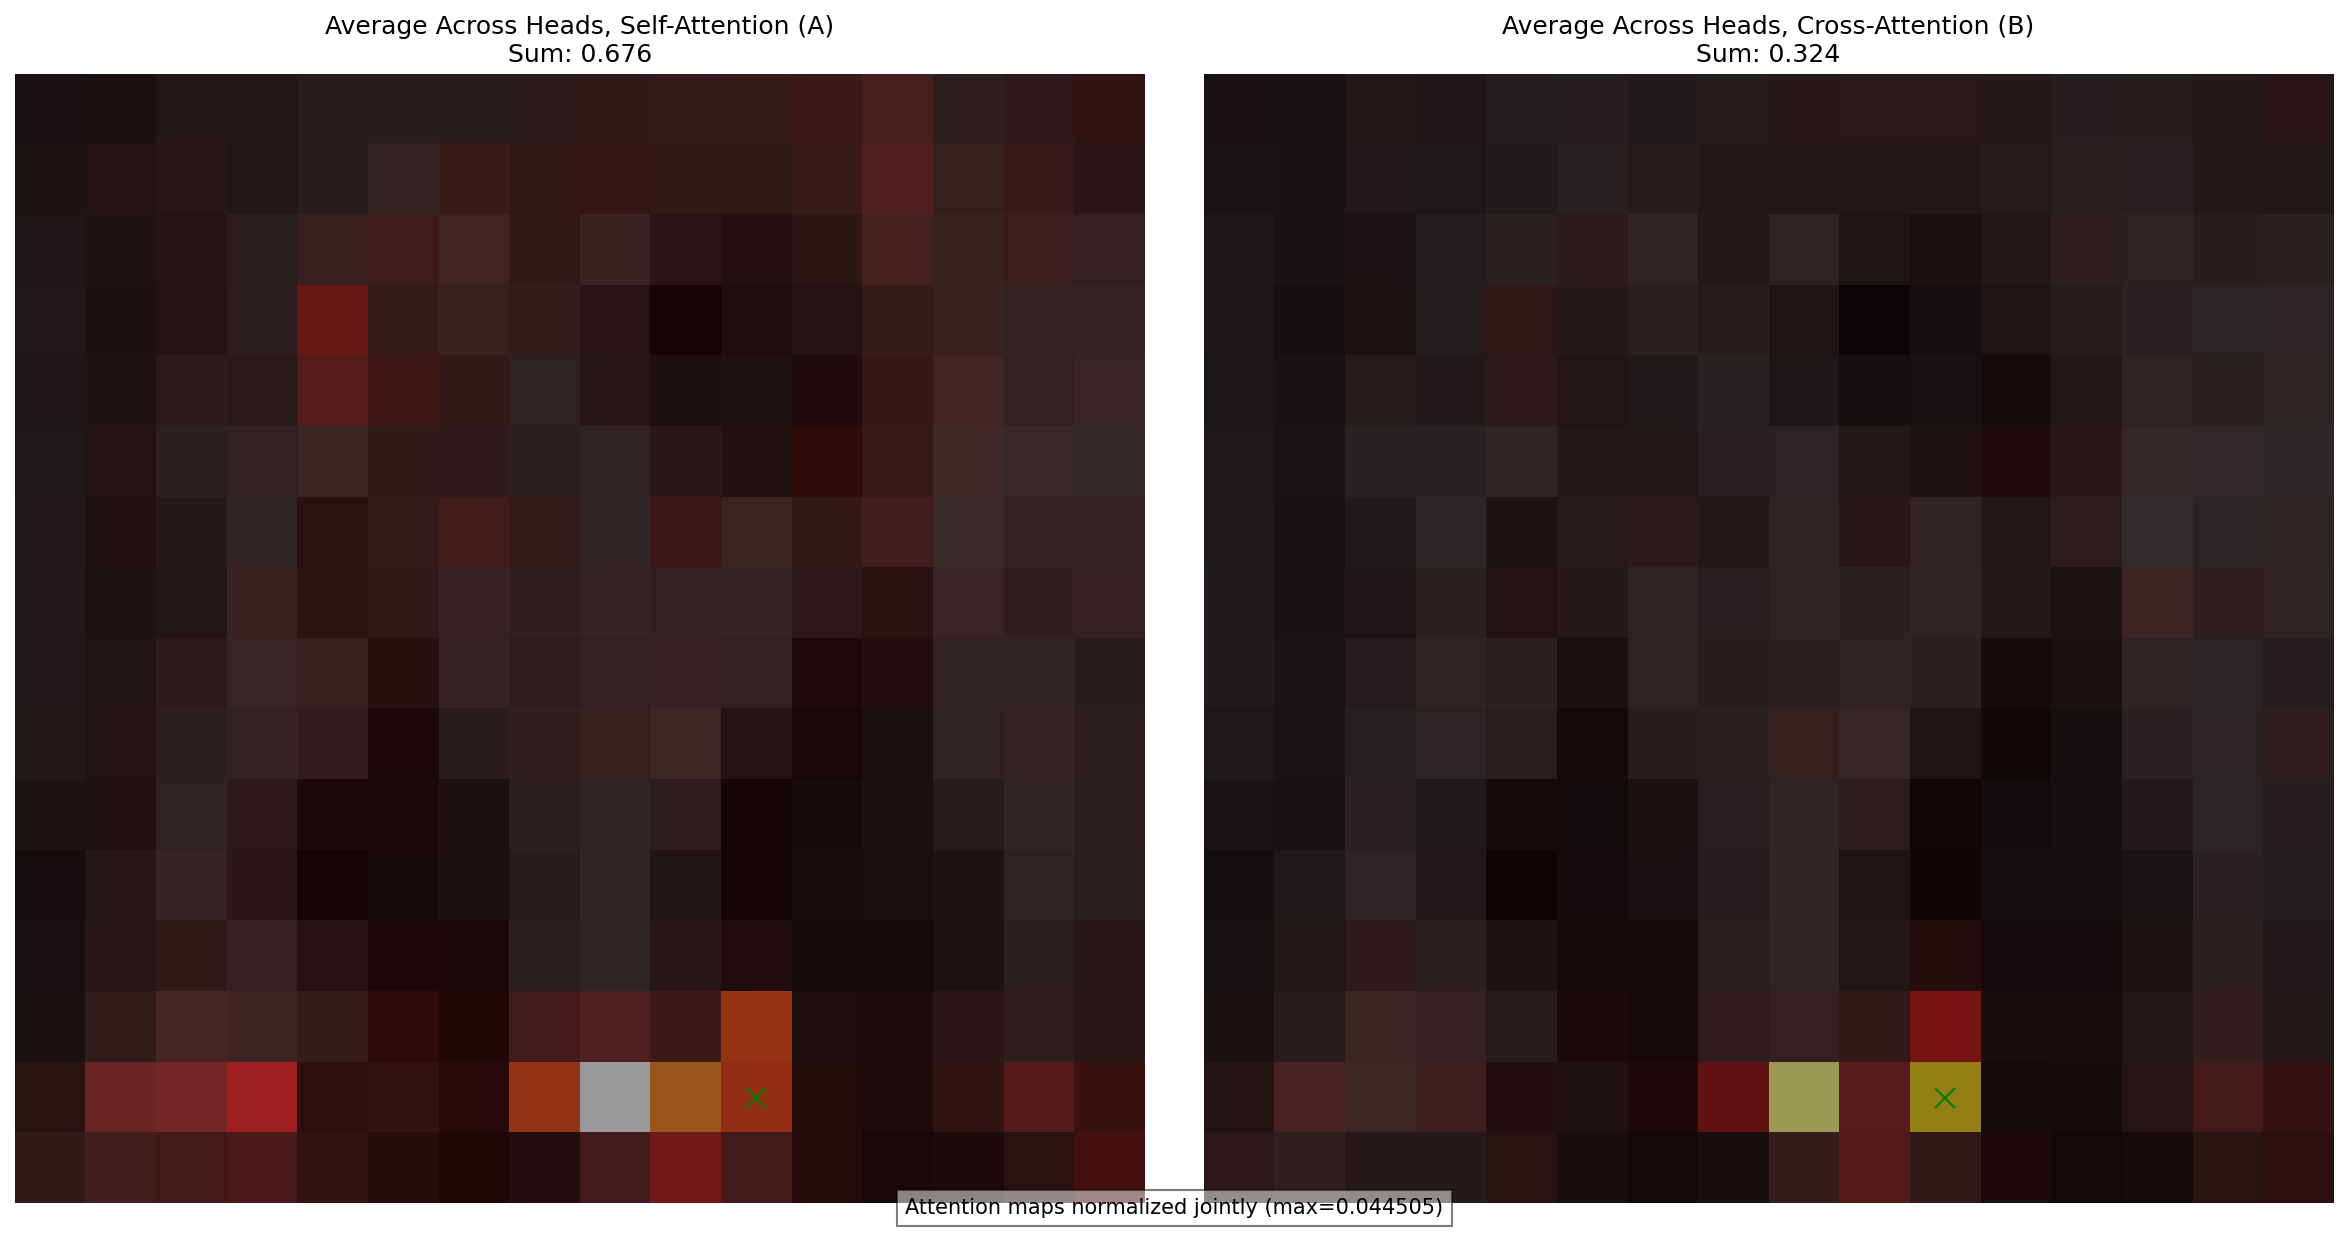 Average Across Heads, Self-Attention (A)
Sum: 0.676
Average Across Heads, Cross-Attention (B)
Sum: 0.324
Attention maps normalized jointly (max=0.044505)